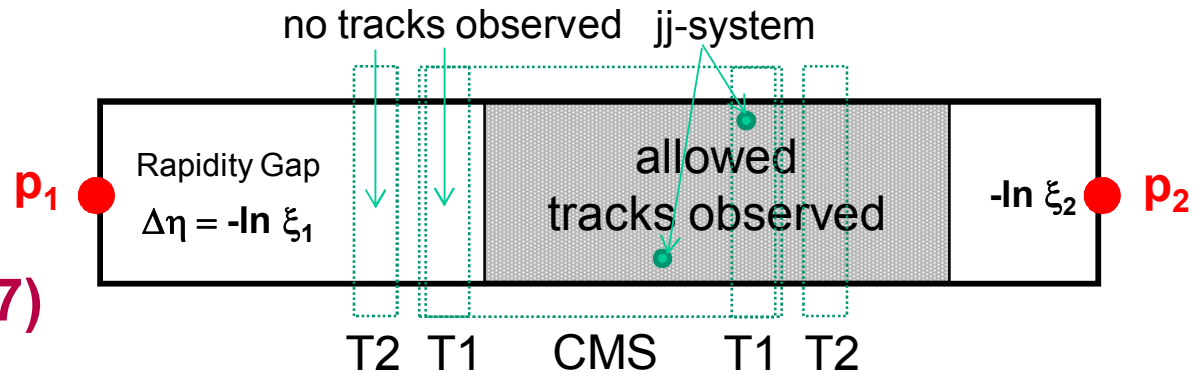 no tracks observed jj-system
Rapidity Gap
Δη = -ln ξ₁
p₁
allowed
tracks observed
-ln ξ₂
p₂
7)
T2 T1 CMS T1 T2